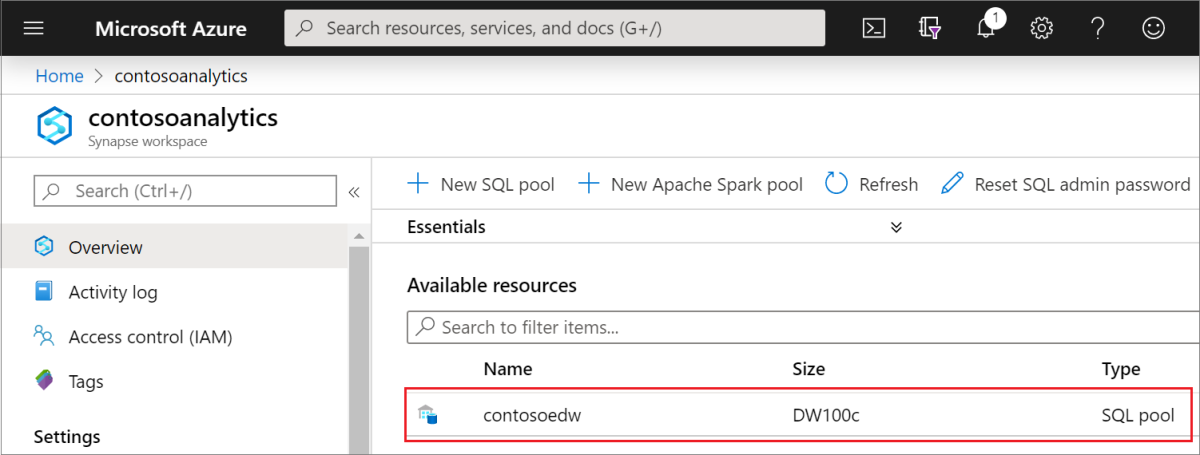 Microsoft Azure
Search resources, services, and docs (G+/)
1
Home > contosoanalytics
contosoanalytics
Synapse workspace
Search (Ctrl+/)
«
Overview
Activity log
Access control (IAM)
Tags
Settings
+ New SQL pool + New Apache Spark pool Refresh Reset SQL admin password
Essentials
Available resources
Search to filter items...
Name Size Type
contosoedw DW100c SQL pool